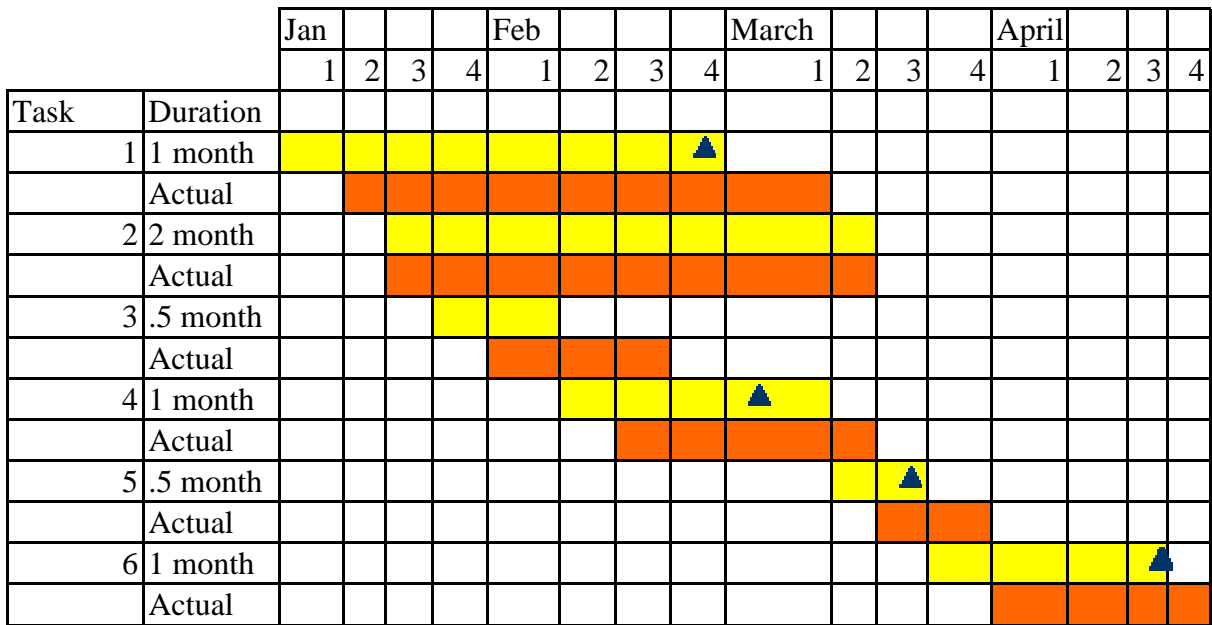 Jan Feb March April
1 2 3 4 1 2 3 4 1 2 3 4 1 2 3 4
Task Duration
1 1 month
Actual
2 2 month
Actual
3 .5 month
Actual
4 1 month
Actual
5 .5 month
Actual
6 1 month
Actual